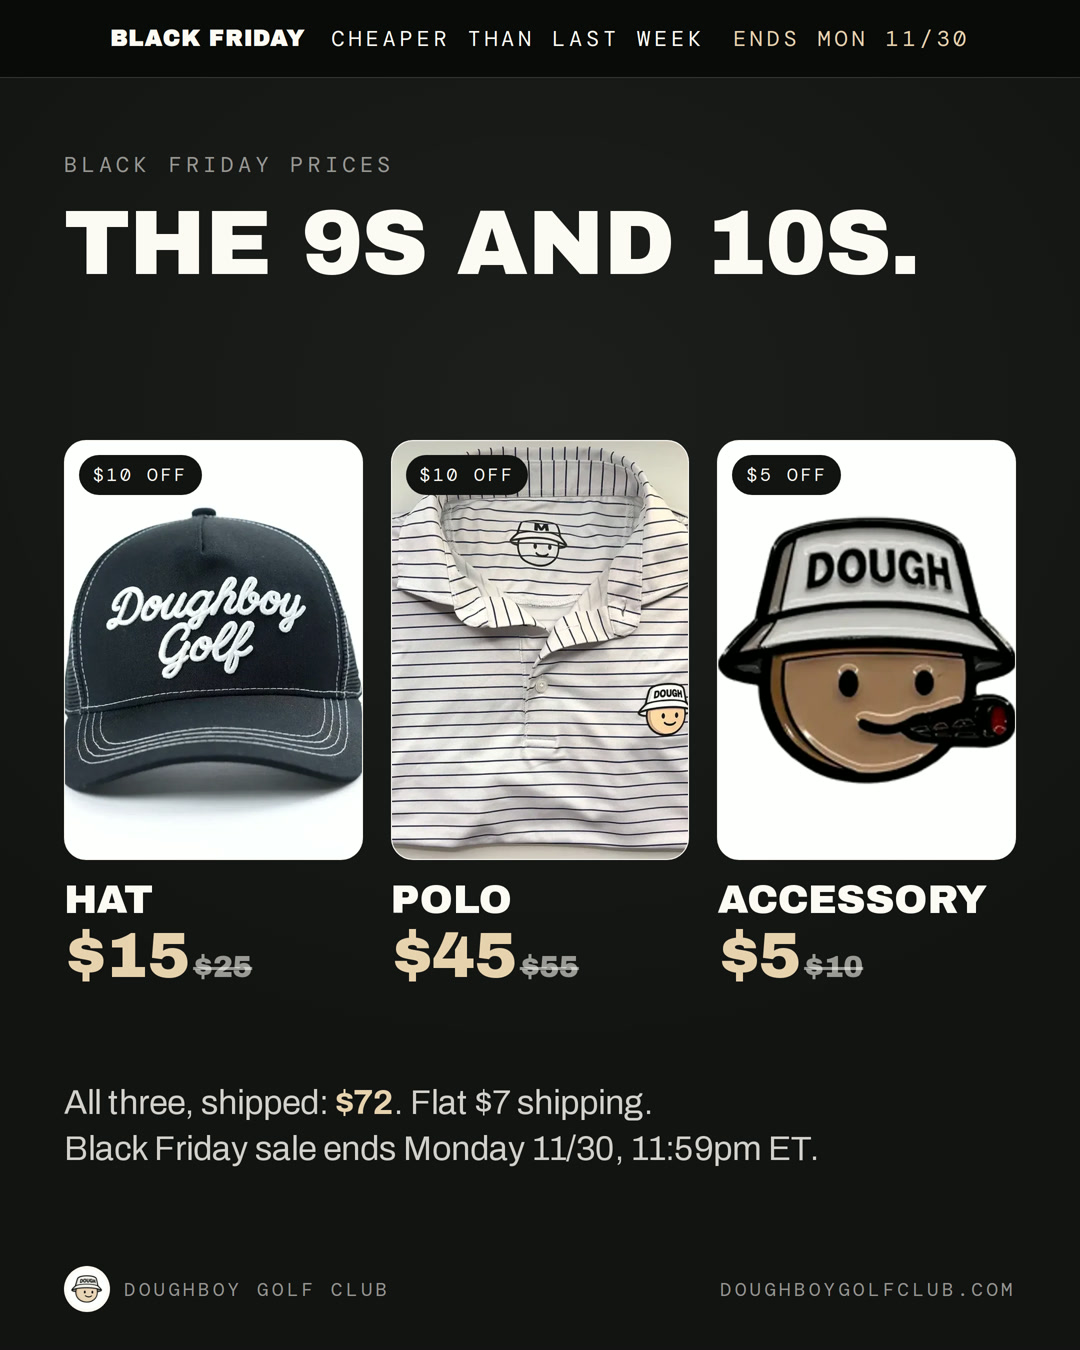 BLACK FRIDAY CHEAPER THAN LAST WEEK ENDS MON 11/30
BLACK FRIDAY PRICES
THE 9S AND 10S.
$10 OFF
$10 OFF
$5 OFF
Doughboy
Golf
M
DOUGH
DOUGH
HAT
$15 $25
POLO
$45 $55
ACCESSORY
$5 $10
All three, shipped: $72. Flat $7 shipping.
Black Friday sale ends Monday 11/30, 11:59pm ET.
DOUGH
DOUGHBOY GOLF CLUB
DOUGHBOYGOLFCLUB.COM